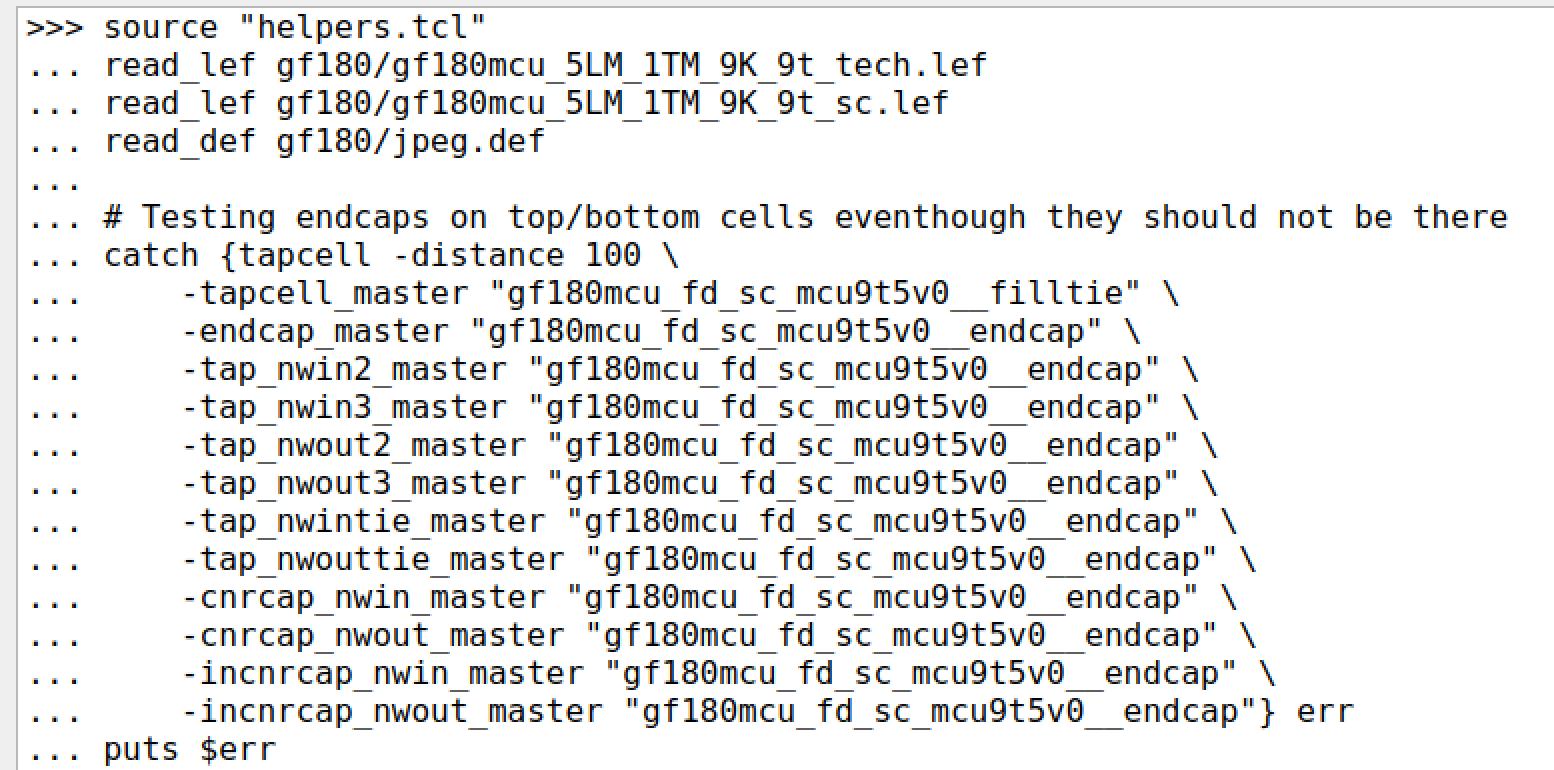 >>> source "helpers.tcl"
... read_lef gf180/gf180mcu_5LM_1TM_9K_9t_tech.lef
... read_lef gf180/gf180mcu_5LM_1TM_9K_9t_sc.lef
... read_def gf180/jpeg.def
...
... # Testing endcaps on top/bottom cells eventhough they should not be there
... catch {tapcell -distance 100 \
...     -tapcell_master "gf180mcu_fd_sc_mcu9t5v0__filltie" \
...     -endcap_master "gf180mcu_fd_sc_mcu9t5v0__endcap" \
...     -tap_nwin2_master "gf180mcu_fd_sc_mcu9t5v0__endcap" \
...     -tap_nwin3_master "gf180mcu_fd_sc_mcu9t5v0__endcap" \
...     -tap_nwout2_master "gf180mcu_fd_sc_mcu9t5v0__endcap" \
...     -tap_nwout3_master "gf180mcu_fd_sc_mcu9t5v0__endcap" \
...     -tap_nwintie_master "gf180mcu_fd_sc_mcu9t5v0__endcap" \
...     -tap_nwouttie_master "gf180mcu_fd_sc_mcu9t5v0__endcap" \
...     -cnrcap_nwin_master "gf180mcu_fd_sc_mcu9t5v0__endcap" \
...     -cnrcap_nwout_master "gf180mcu_fd_sc_mcu9t5v0__endcap" \
...     -incnrcap_nwin_master "gf180mcu_fd_sc_mcu9t5v0__endcap" \
...     -incnrcap_nwout_master "gf180mcu_fd_sc_mcu9t5v0__endcap"} err
... puts $err